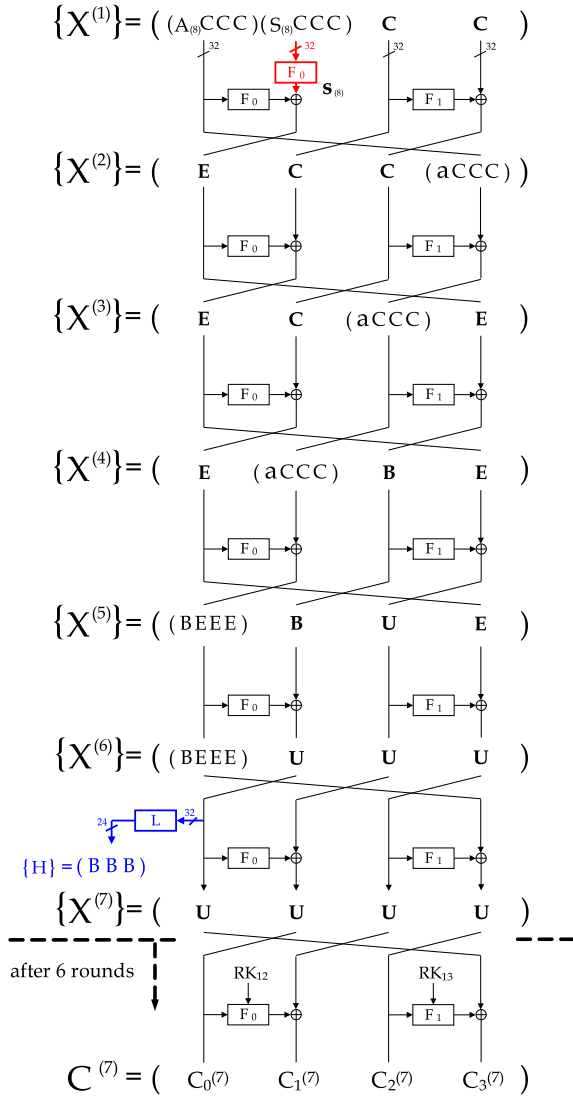 {X(1)}= ( (A(8)CCC) (S(8)CCC) C C )
32 32 32 32
F0
S(8)
F0 F1
{X(2)}= ( E C C (aCCC) )
F0 F1
{X(3)}= ( E C (aCCC) E )
F0 F1
{X(4)}= ( E (aCCC) B E )
F0 F1
{X(5)}= ( (BEEE) B U E )
F0 F1
{X(6)}= ( (BEEE) U U U )
24 L 32
{H} = ( B B B )
F0 F1
{X(7)}= ( U U U U )
after 6 rounds
RK12 RK13
F0 F1
C(7) = ( C0(7) C1(7) C2(7) C3(7) )